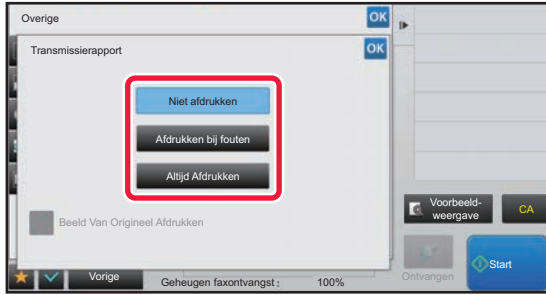 Overige
OK
Transmissierapport
OK
Niet afdrukken
Afdrukken bij fouten
Altijd Afdrukken
Beeld Van Origineel Afdrukken
Voorbeeld-
weergave
CA
Vorige
Geheugen faxontvangst :
100%
Ontvangen
Start